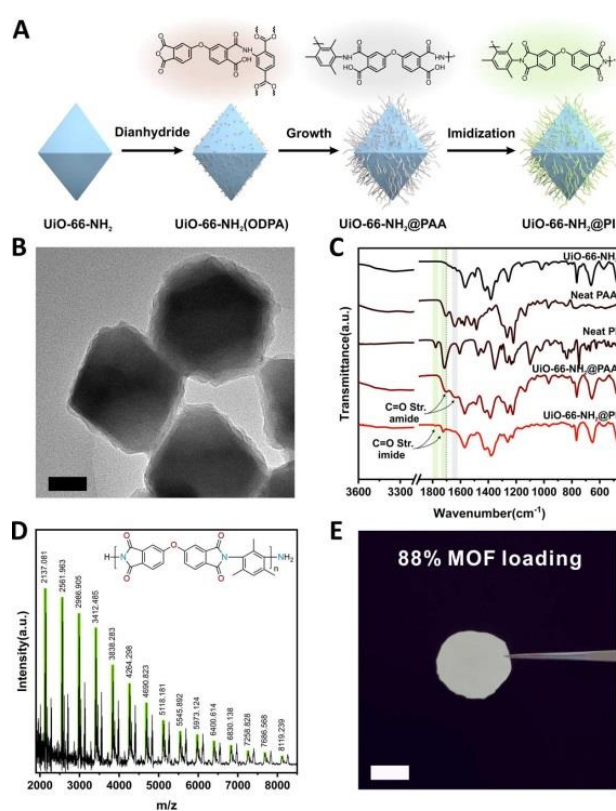 A
UiO-66-NH2
Dianhydride
UiO-66-NH2(ODPA)
Growth
UiO-66-NH2@PAA
Imidization
UiO-66-NH2@PI
B
C
Transmittance(a.u.)
UiO-66-NH
Neat PAA
Neat P
UiO-66-NH2@PAA
C=O Str.
amide
UiO-66-NH2@P
C=O Str.
imide
3600 3300 1800 1600 1400 1200 1000 800 600
Wavenumber(cm-1)
D
H N O O O O O N NH2
n
Intensity(a.u.)
2137.081
2561.963
2986.905
3412.485
3838.283
4264.298
4690.823
5118.181
5545.892
5973.124
6400.614
6830.138
7258.828
7686.568
8119.239
2000 3000 4000 5000 6000 7000 8000
m/z
E
88% MOF loading